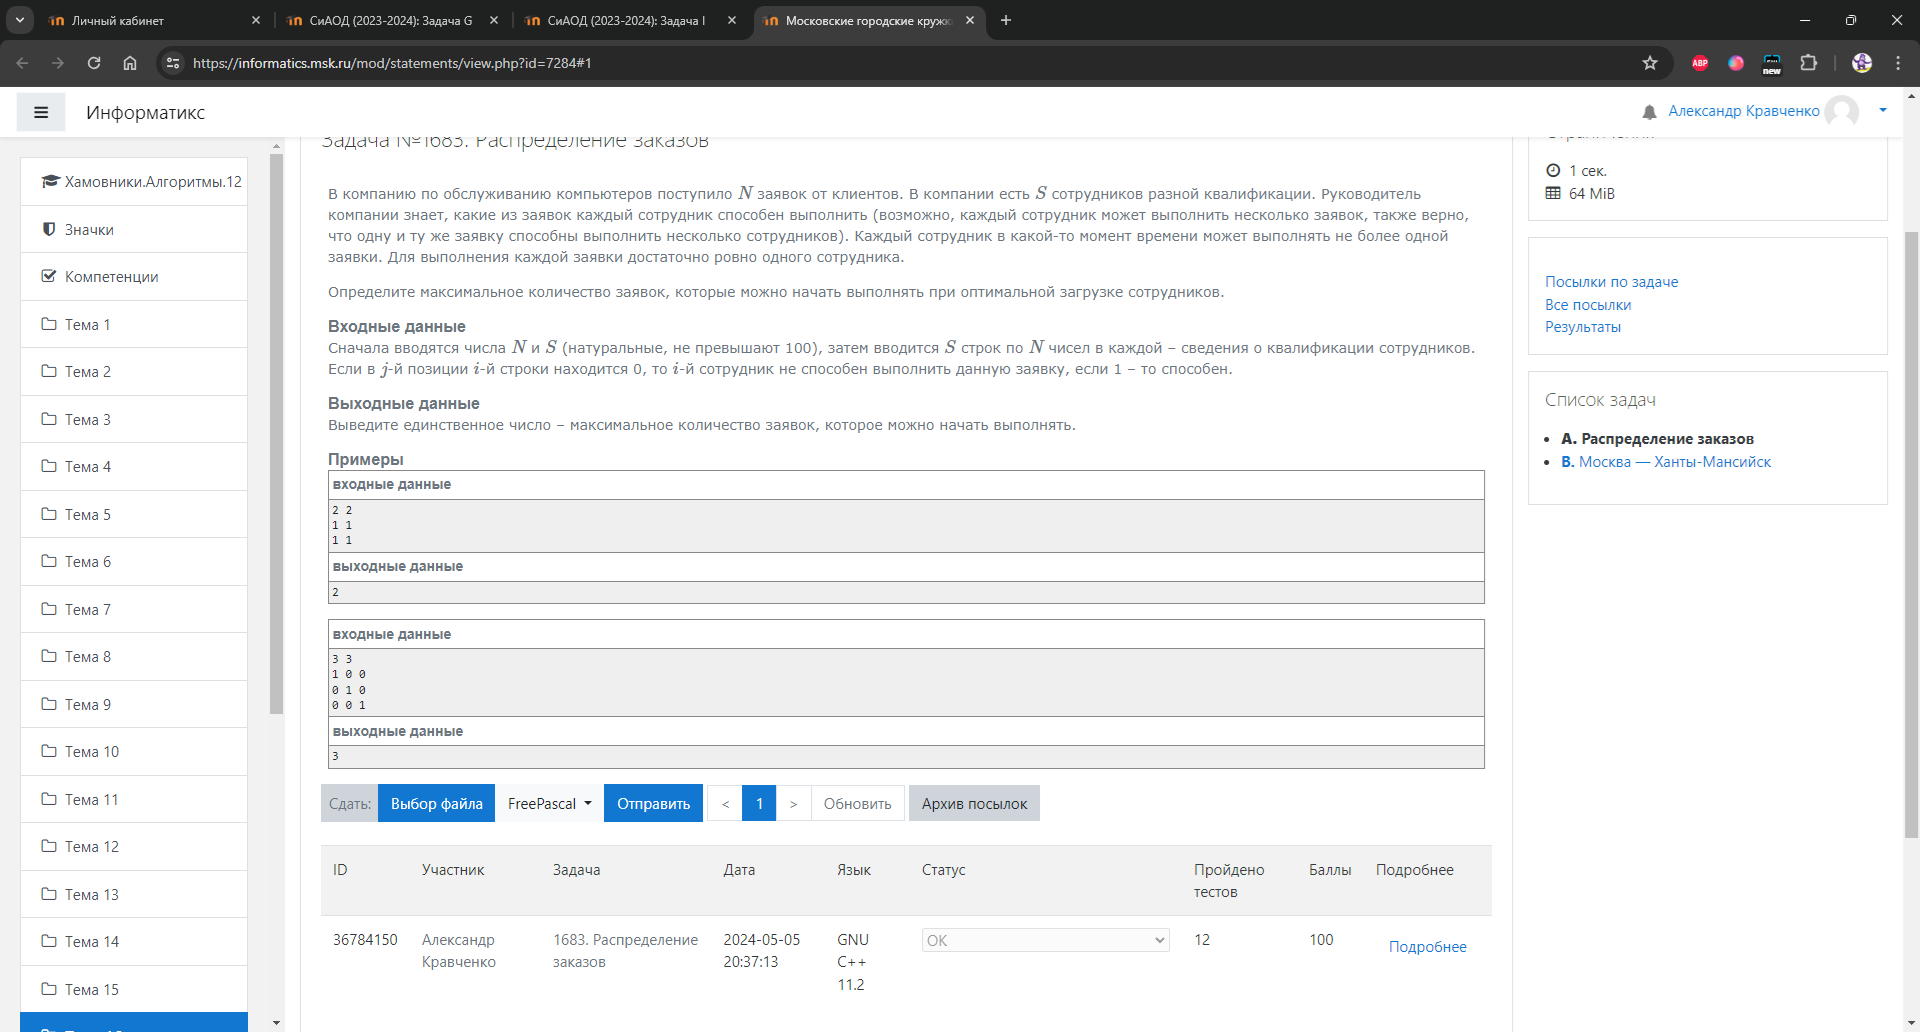 Личный кабинет
СиАОД (2023-2024): Задача G
СиАОД (2023-2024): Задача I
Московские городские кружк
https://informatics.msk.ru/mod/statements/view.php?id=7284#1
ABP
new
Информатикс
Александр Кравченко
Хамовники.Алгоритмы.12
Значки
Компетенции
Тема 1
Тема 2
Тема 3
Тема 4
Тема 5
Тема 6
Тема 7
Тема 8
Тема 9
Тема 10
Тема 11
Тема 12
Тема 13
Тема 14
Тема 15
Задача №1683. Распределение заказов
В компанию по обслуживанию компьютеров поступило N заявок от клиентов. В компании есть S сотрудников разной квалификации. Руководитель
компании знает, какие из заявок каждый сотрудник способен выполнить (возможно, каждый сотрудник может выполнить несколько заявок, также верно,
что одну и ту же заявку способны выполнить несколько сотрудников). Каждый сотрудник в какой-то момент времени может выполнять не более одной
заявки. Для выполнения каждой заявки достаточно ровно одного сотрудника.
Определите максимальное количество заявок, которые можно начать выполнять при оптимальной загрузке сотрудников.
Входные данные
Сначала вводятся числа N и S (натуральные, не превышают 100), затем вводится S строк по N чисел в каждой – сведения о квалификации сотрудников.
Если в j-й позиции i-й строки находится 0, то i-й сотрудник не способен выполнить данную заявку, если 1 – то способен.
Выходные данные
Выведите единственное число – максимальное количество заявок, которое можно начать выполнять.
Примеры
входные данные
2 2
1 1
1 1
выходные данные
2
входные данные
3 3
1 0 0
0 1 0
0 0 1
выходные данные
3
Сдать: Выбор файла FreePascal Отправить < 1 > Обновить Архив посылок
ID Участник Задача Дата Язык Статус Пройдено тестов Баллы Подробнее
36784150 Александр Кравченко 1683. Распределение заказов 2024-05-05 20:37:13 GNU C++ 11.2 OK 12 100 Подробнее
1 сек.
64 MiB
Посылки по задаче
Все посылки
Результаты
Список задач
A. Распределение заказов
B. Москва — Ханты-Мансийск